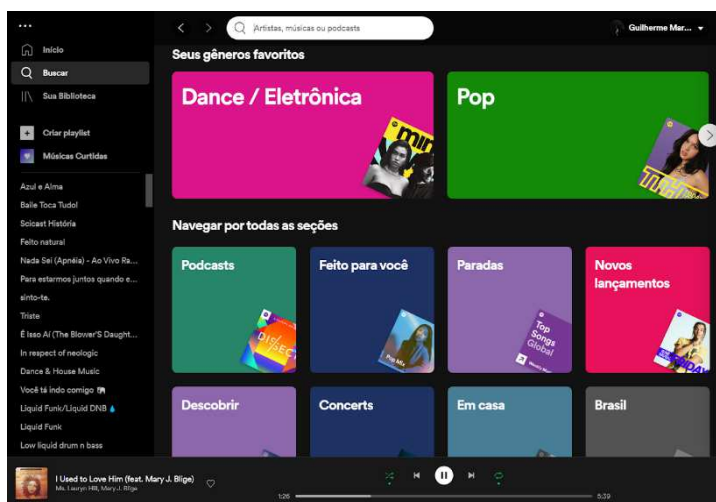 Início
Buscar
Sua Biblioteca
Criar playlist
Músicas Curtidas
Azul e Alma
Baile Toca Tudo!
Scicast História
Feito natural
Nada Sei (Apnéia) - Ao Vivo Ra...
Para estarmos juntos quando e...
sinto-te.
Triste
É Isso Aí (The Blower'S Daught...
In respect of neologic
Dance & House Music
Você tá indo comigo
Liquid Funk/Liquid DNB
Liquid Funk
Low liquid drum n bass
Artistas, músicas ou podcasts
Guilherme Mar...
Seus gêneros favoritos
Dance / Eletrônica
Pop
Navegar por todas as seções
Podcasts
Feito para você
Pop Mix
Paradas
Top
Songs
Global
Novos
lançamentos
FRIDAY
Descobrir
Concerts
Em casa
Brasil
I Used to Love Him (feat. Mary J. Blige)
Ms. Lauryn Hill, Mary J. Blige
1:26
5:39